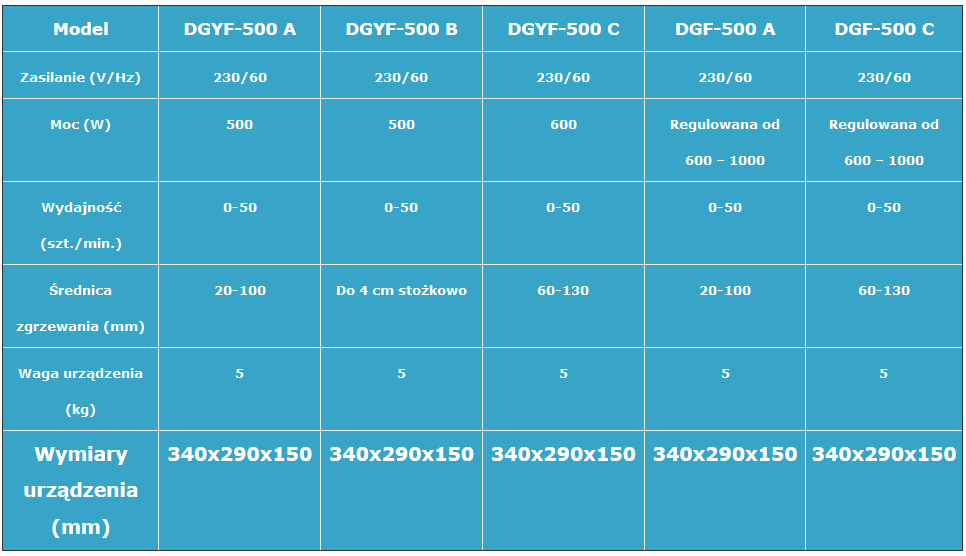 Model DGYF-500 A DGYF-500 B DGYF-500 C DGF-500 A DGF-500 C
Zasilanie (V/Hz) 230/60 230/60 230/60 230/60 230/60
Moc (W) 500 500 600 Regulowana od Regulowana od
600 – 1000 600 – 1000
Wydajność 0-50 0-50 0-50 0-50 0-50
(szt./min.)
Średnica 20-100 Do 4 cm stożkowo 60-130 20-100 60-130
zgrzewania (mm)
Waga urządzenia 5 5 5 5 5
(kg)
Wymiary 340x290x150 340x290x150 340x290x150 340x290x150 340x290x150
urządzenia
(mm)